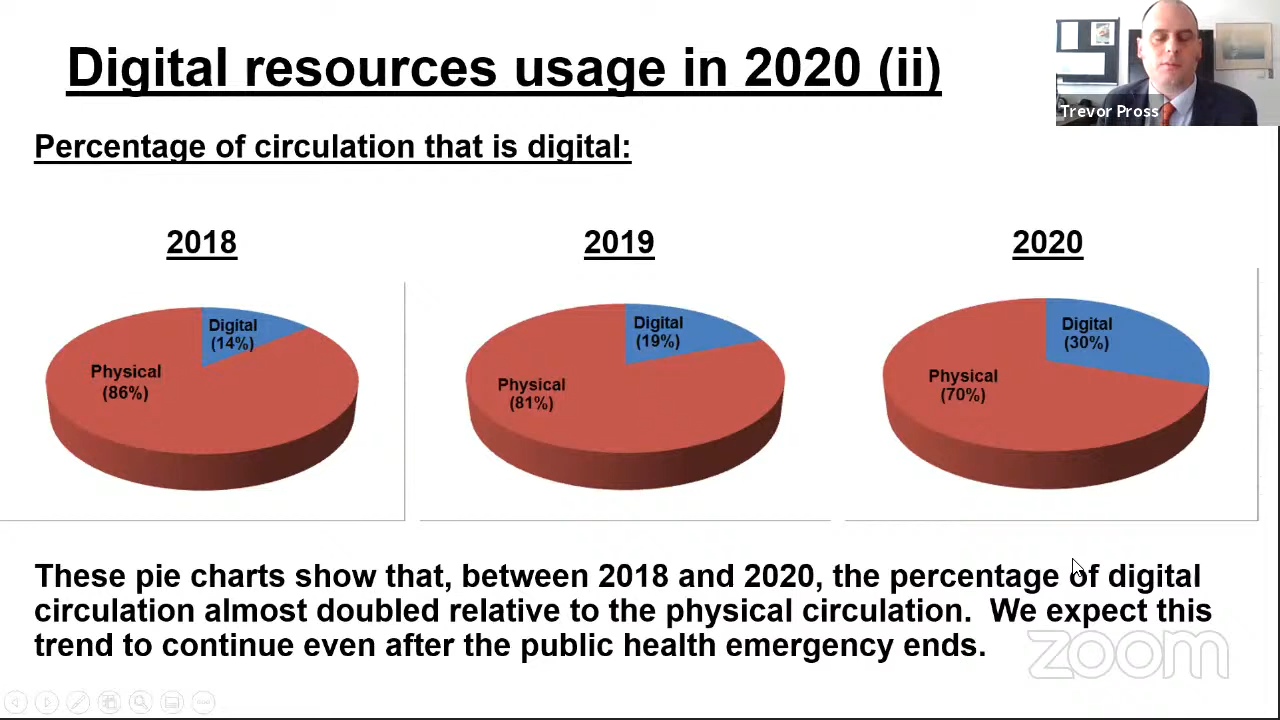 Digital resources usage in 2020 (ii)
Trevor Pross
Percentage of circulation that is digital:
2018
2019
2020
Digital
(14%)
Physical
(86%)
Digital
(19%)
Physical
(81%)
Digital
(30%)
Physical
(70%)
These pie charts show that, between 2018 and 2020, the percentage of digital
circulation almost doubled relative to the physical circulation.  We expect this
trend to continue even after the public health emergency ends.
zoom